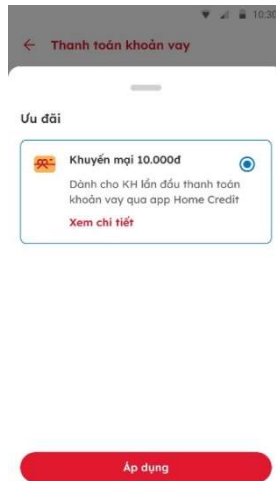 10:30
Thanh toán khoản vay
Ưu đãi
Khuyến mại 10.000đ
Dành cho KH lần đầu thanh toán
khoản vay qua app Home Credit
Xem chi tiết
Áp dụng